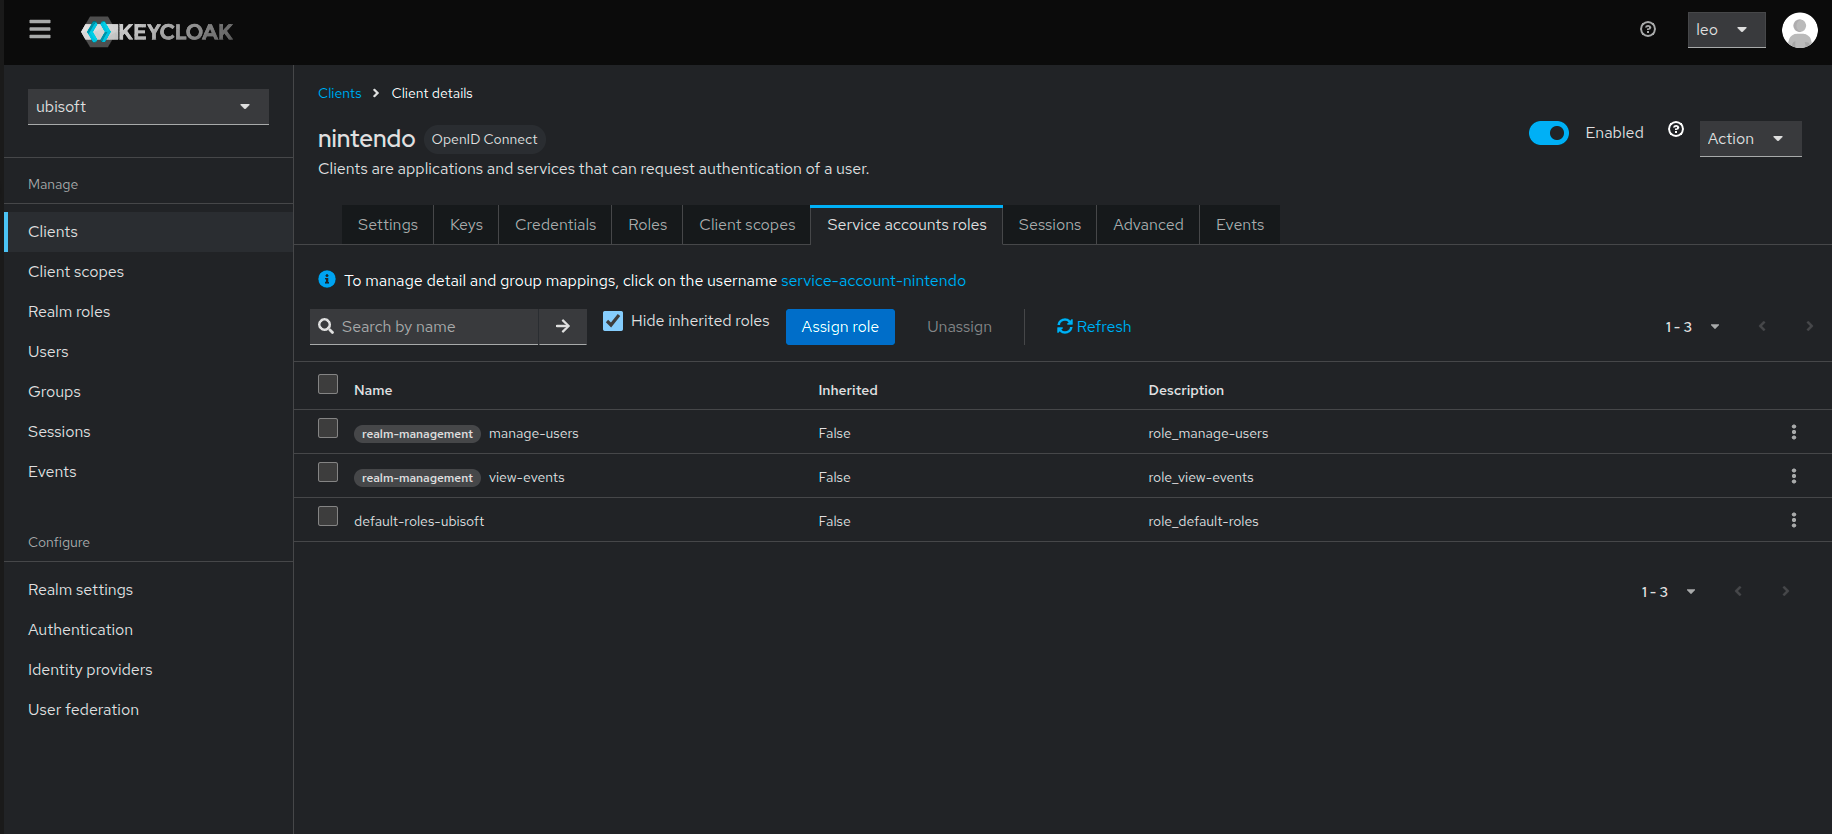 KEYCLOAK
leo
ubisoft
Manage
Clients
Client scopes
Realm roles
Users
Groups
Sessions
Events
Configure
Realm settings
Authentication
Identity providers
User federation
Clients > Client details
nintendo OpenID Connect
Enabled
Action
Clients are applications and services that can request authentication of a user.
Settings Keys Credentials Roles Client scopes Service accounts roles Sessions Advanced Events
To manage detail and group mappings, click on the username service-account-nintendo
Search by name Hide inherited roles Assign role Unassign Refresh 1 - 3
Name Inherited Description
realm-management manage-users False role_manage-users
realm-management view-events False role_view-events
default-roles-ubisoft False role_default-roles
1 - 3